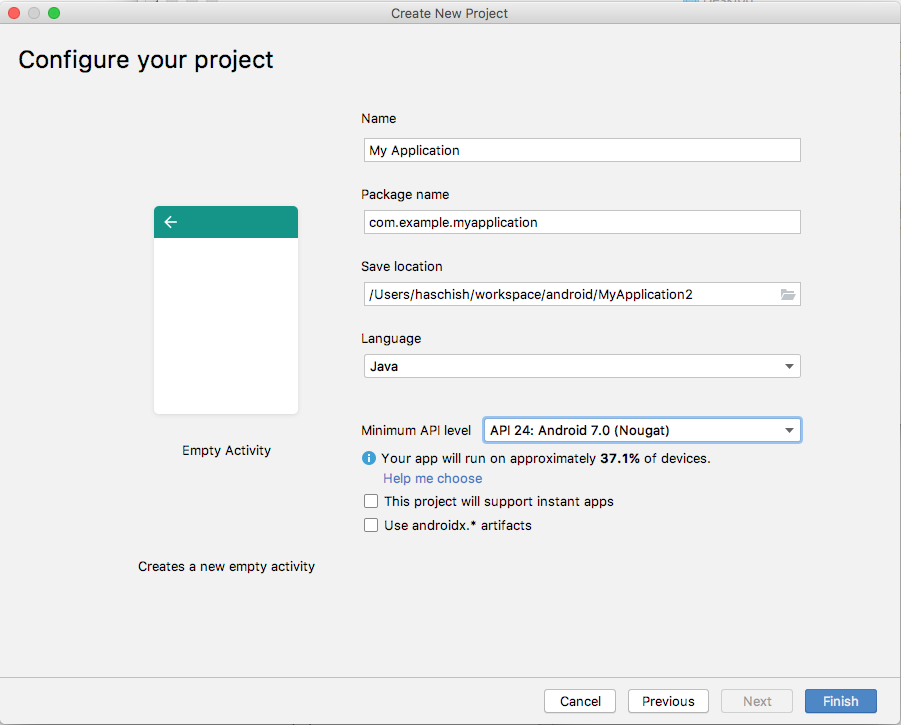 Create New Project
Configure your project
Name
My Application
Package name
com.example.myapplication
Save location
/Users/haschish/workspace/android/MyApplication2
Language
Java
Minimum API level API 24: Android 7.0 (Nougat)
Your app will run on approximately 37.1% of devices.
Help me choose
This project will support instant apps
Use androidx.* artifacts
Empty Activity
Creates a new empty activity
Cancel Previous Next Finish